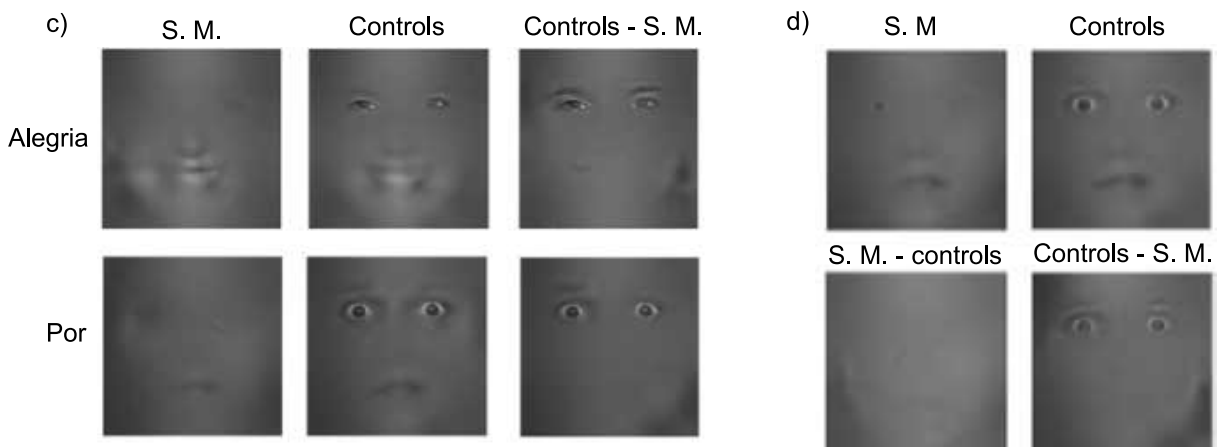 c)
S. M. Controls Controls - S. M.
Alegria
Por
d)
S. M Controls
S. M. - controls Controls - S. M.